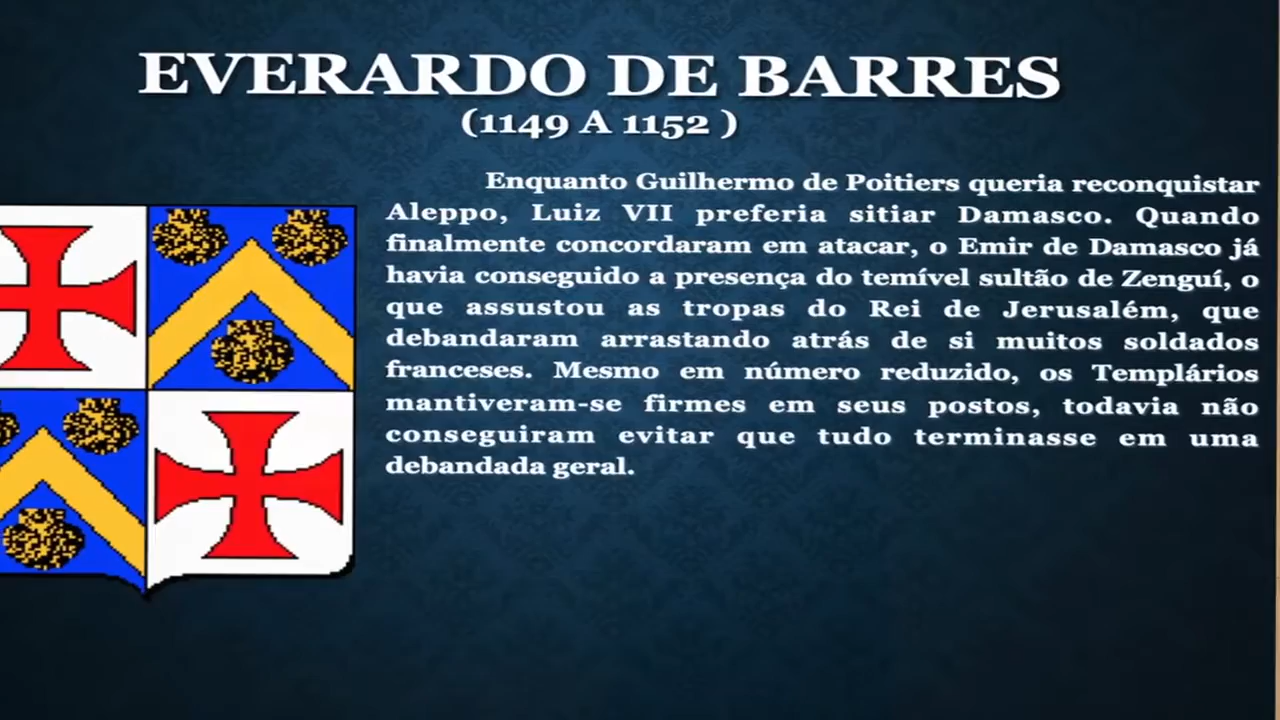 EVERARDO DE BARRES
(1149 A 1152 )
Enquanto Guilhermo de Poitiers queria reconquistar
Aleppo, Luiz VII preferia sitiar Damasco. Quando
finalmente concordaram em atacar, o Emir de Damasco já
havia conseguido a presença do temível sultão de Zenguí, o
que assustou as tropas do Rei de Jerusalém, que
debandaram arrastando atrás de si muitos soldados
franceses. Mesmo em número reduzido, os Templários
mantiveram-se firmes em seus postos, todavia não
conseguiram evitar que tudo terminasse em uma
debandada geral.